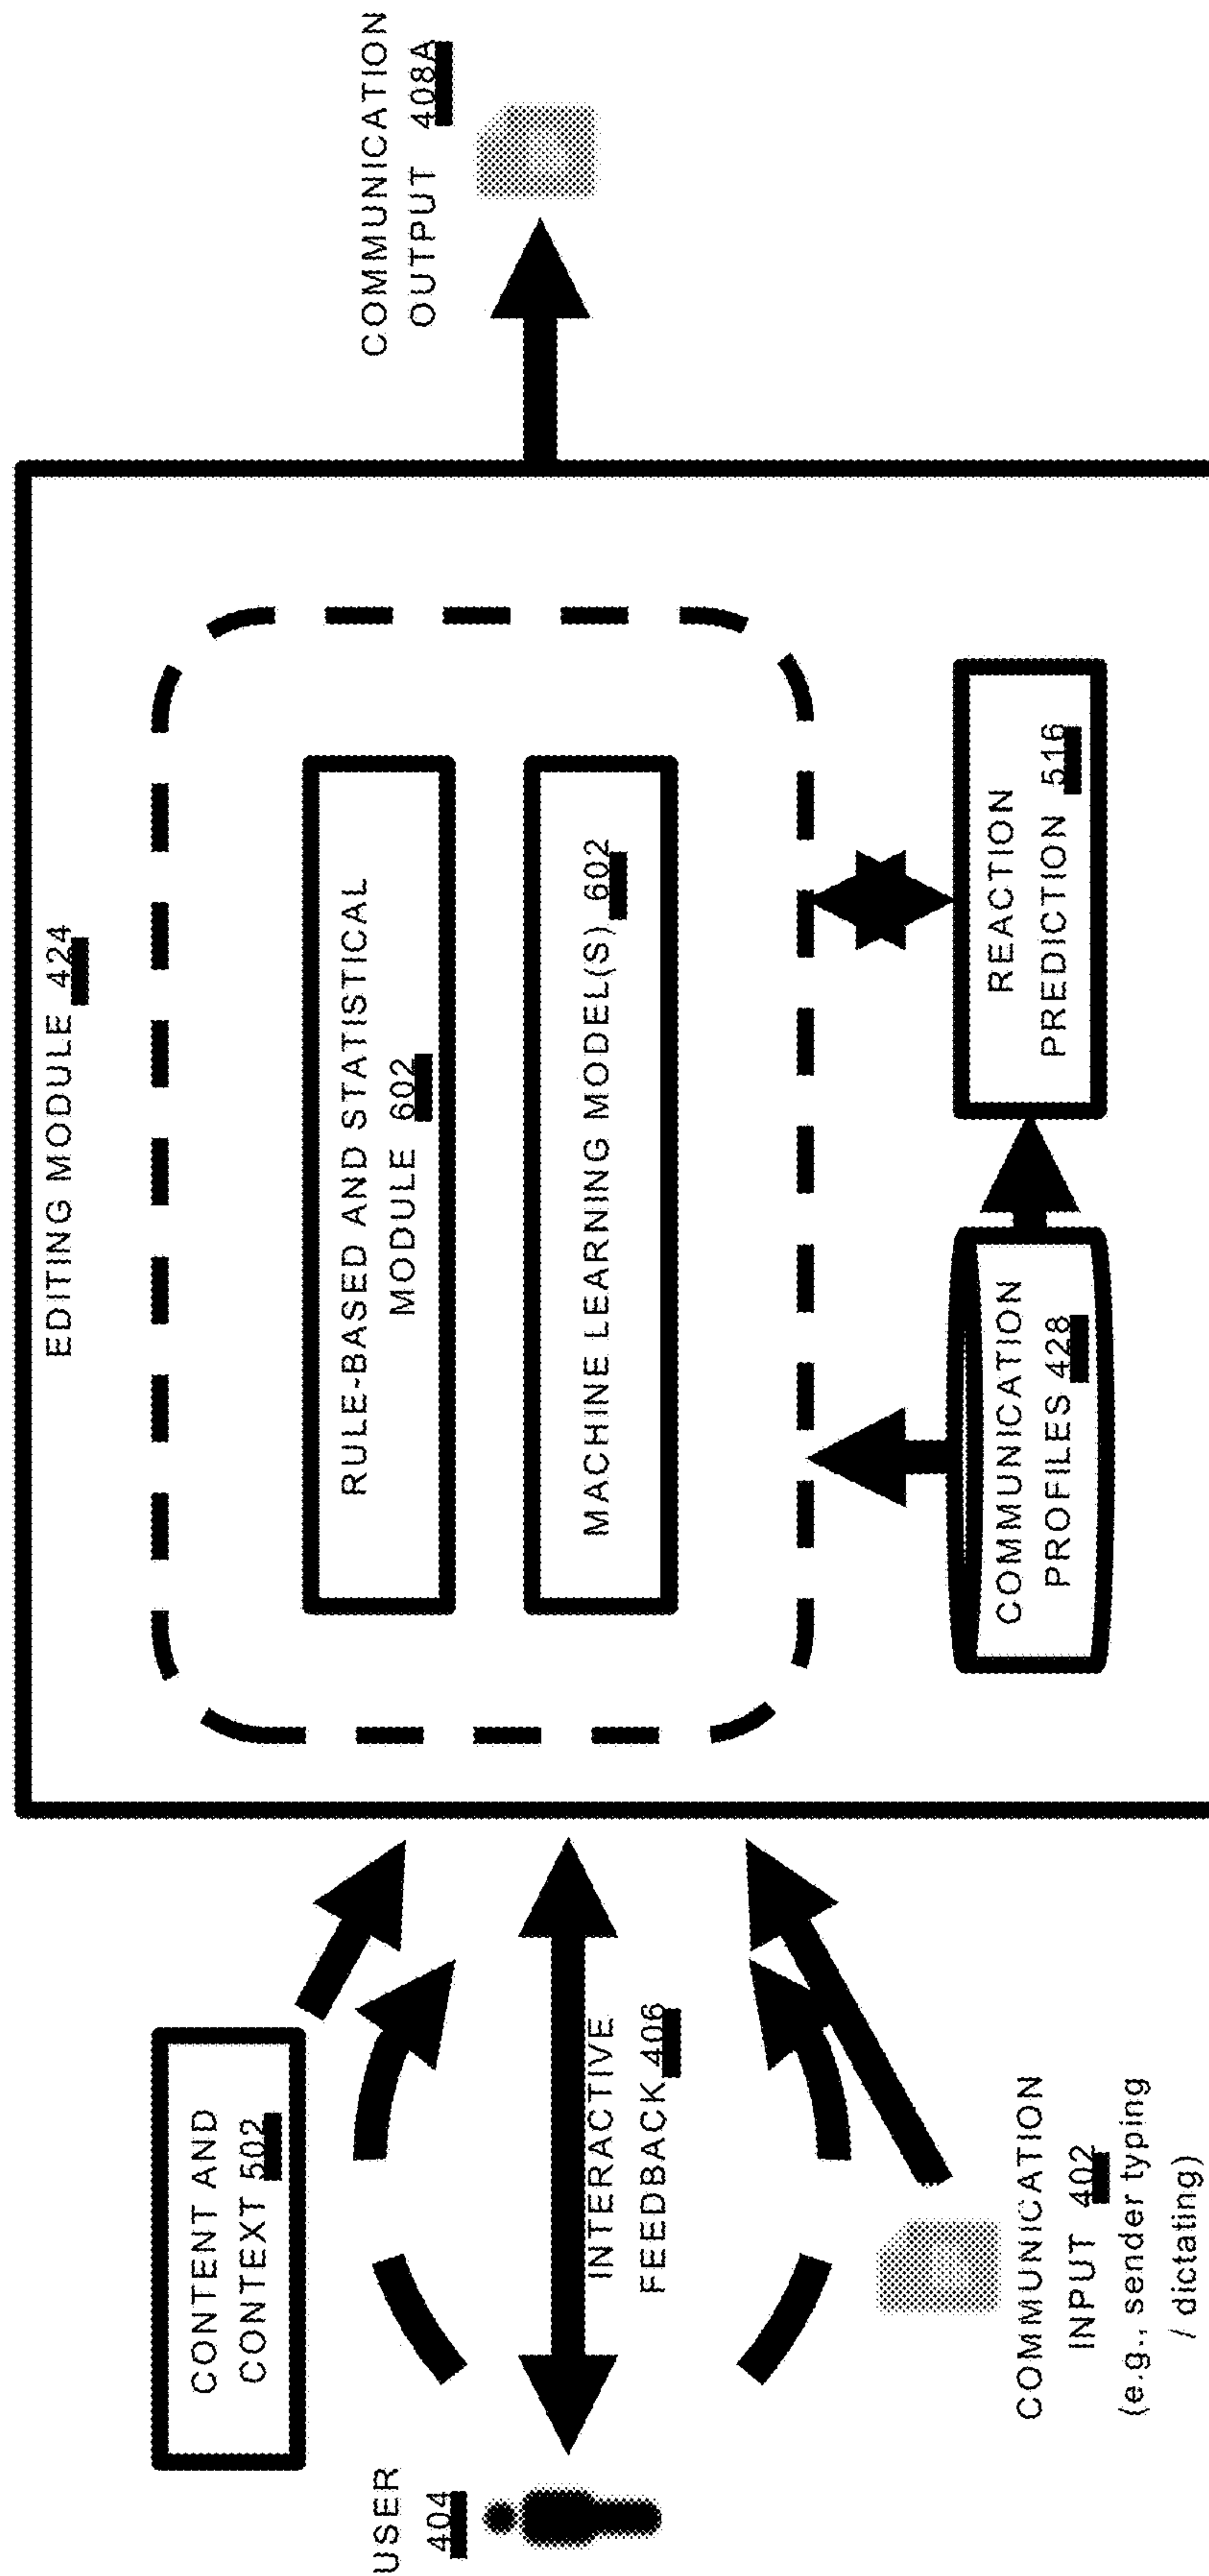 EDITING MODULE 424
CONTENT AND
CONTEXT 502
USER
404
INTERACTIVE
FEEDBACK 406
COMMUNICATION
INPUT 402
(e.g., sender typing
/ dictating)
RULE-BASED AND STATISTICAL
MODULE 602
MACHINE LEARNING MODEL(S) 602
COMMUNICATION
PROFILES 428
REACTION
PREDICTION 516
COMMUNICATION
OUTPUT 408A